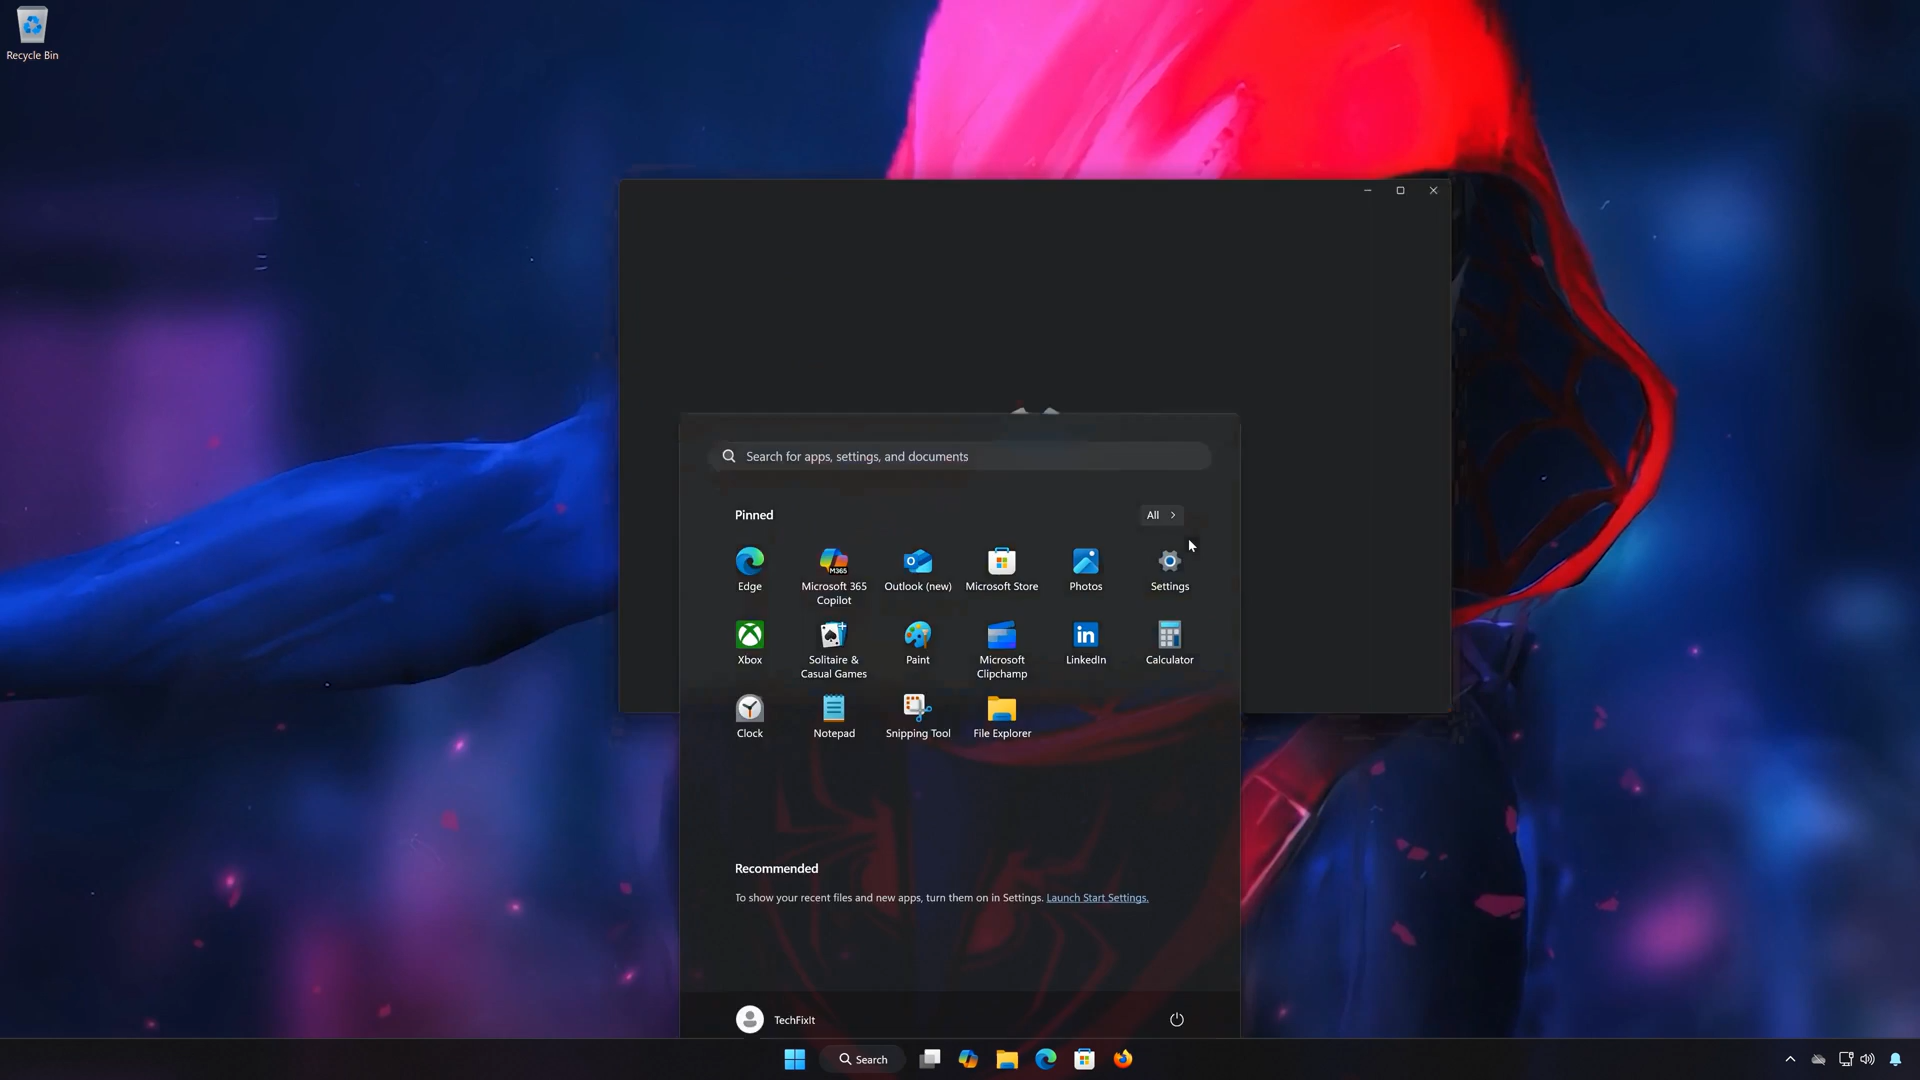 Recycle Bin
Search for apps, settings, and documents
Pinned
All
Edge
Microsoft 365
Copilot
Outlook (new)
Microsoft Store
Photos
Settings
Xbox
Solitaire &
Casual Games
Paint
Microsoft
Clipchamp
LinkedIn
Calculator
Clock
Notepad
Snipping Tool
File Explorer
Recommended
To show your recent files and new apps, turn them on in Settings. Launch Start Settings.
TechFixIt
Search